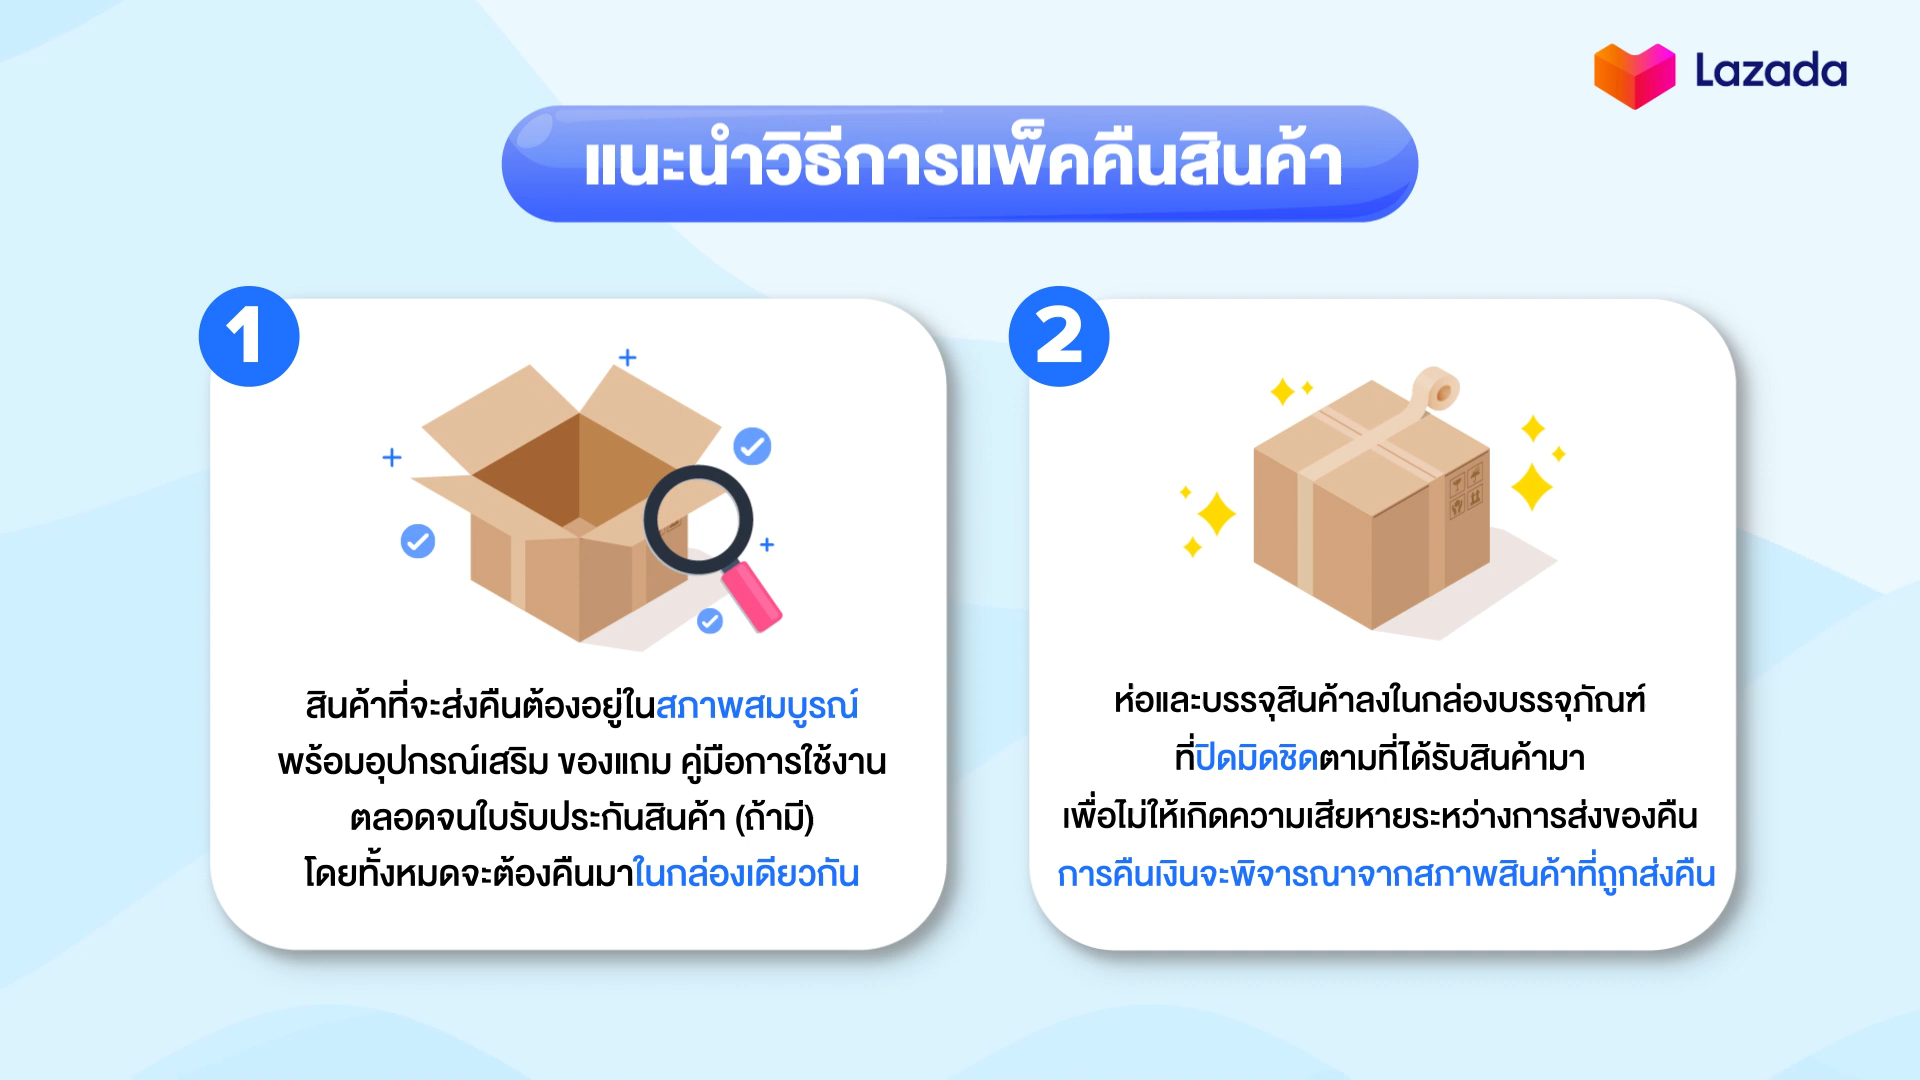 Lazada
แนะนำวิธีการแพ็คคืนสินค้า
1
สินค้าที่จะส่งคืนต้องอยู่ในสภาพสมบูรณ์
พร้อมอุปกรณ์เสริม ของแถม คู่มือการใช้งาน
ตลอดจนใบรับประกันสินค้า (ถ้ามี)
โดยทั้งหมดจะต้องคืนมาในกล่องเดียวกัน
2
ห่อและบรรจุสินค้าลงในกล่องบรรจุภัณฑ์
ที่ปิดมิดชิดตามที่ได้รับสินค้ามา
เพื่อไม่ให้เกิดความเสียหายระหว่างการส่งของคืน
การคืนเงินจะพิจารณาจากสภาพสินค้าที่ถูกส่งคืน